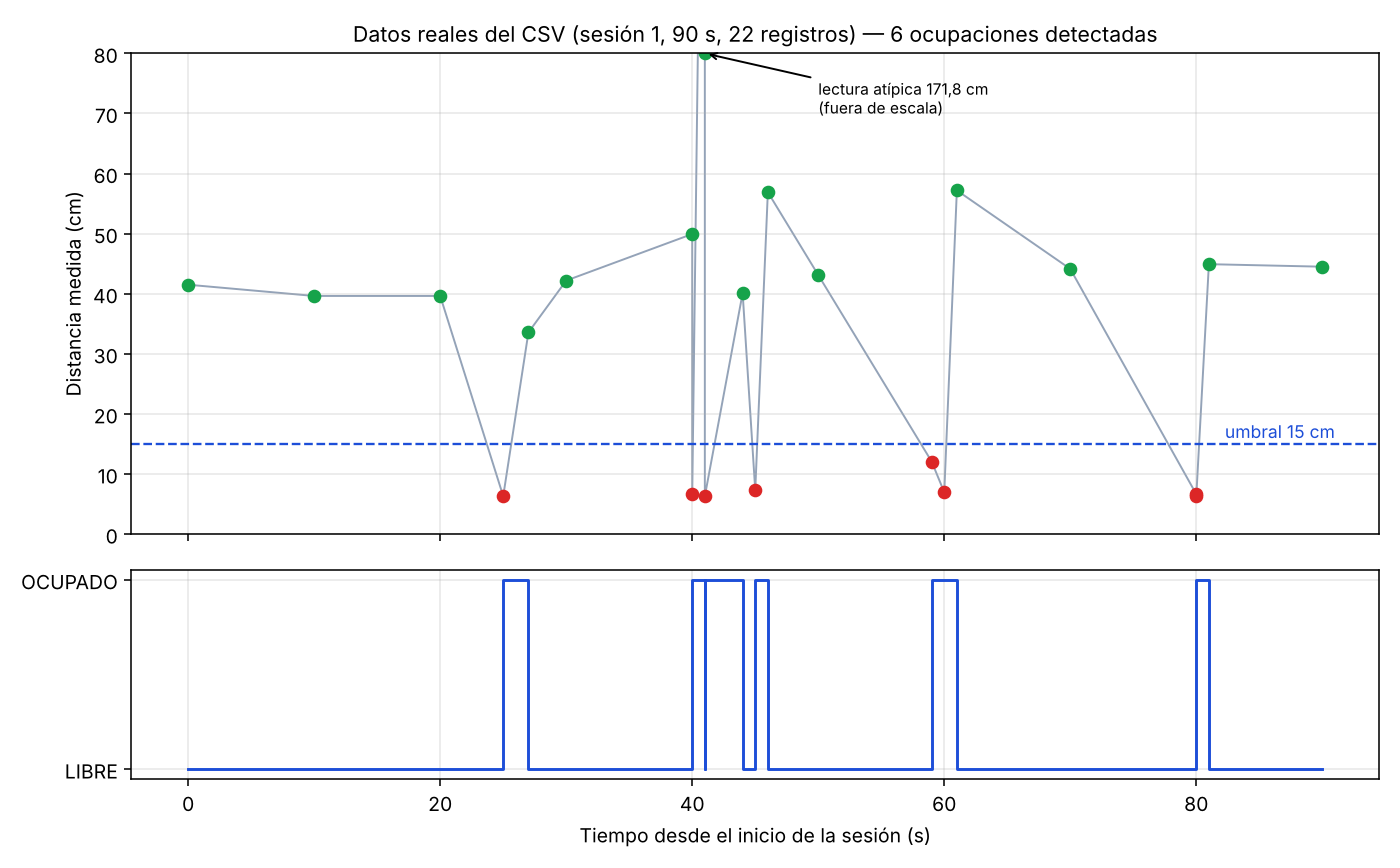 Datos reales del CSV (sesión 1, 90 s, 22 registros) — 6 ocupaciones detectadas
80
70
60
50
40
30
20
10
0
Distancia medida (cm)
lectura atípica 171,8 cm
(fuera de escala)
umbral 15 cm
OCUPADO
LIBRE
0
20
40
60
80
Tiempo desde el inicio de la sesión (s)